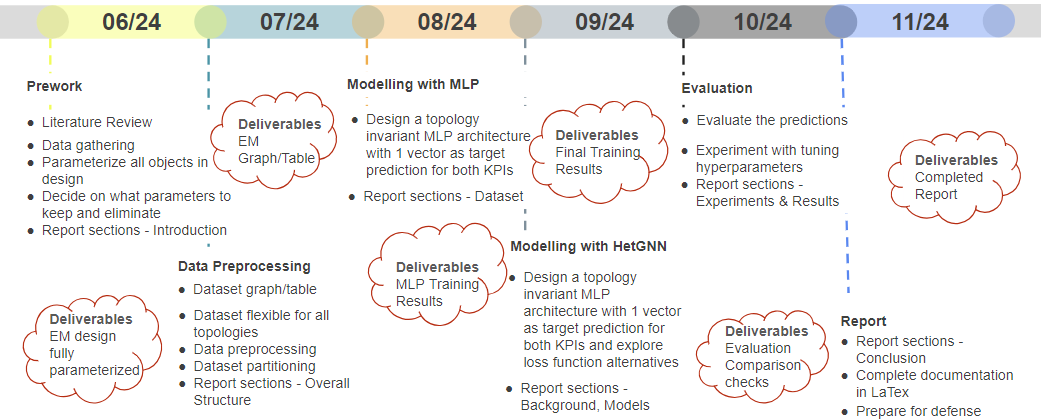 06/24
07/24
08/24
09/24
10/24
11/24
Prework
● Literature Review
● Data gathering
● Parameterize all objects in
design
● Decide on what parameters to
keep and eliminate
● Report sections - Introduction
Deliverables
EM design
fully
parameterized
Deliverables
EM
Graph/Table
Data Preprocessing
● Dataset graph/table
● Dataset flexible for all
topologies
● Data preprocessing
● Dataset partitioning
● Report sections - Overall
Structure
Modelling with MLP
● Design a topology
invariant MLP architecture
with 1 vector as target
prediction for both KPIs
● Report sections - Dataset
Deliverables
MLP Training
Results
Deliverables
Final Training
Results
Modelling with HetGNN
● Design a topology
invariant MLP
architecture with 1 vector
as target prediction for
both KPIs and explore
loss function alternatives
● Report sections -
Background, Models
Evaluation
● Evaluate the predictions
● Experiment with tuning
hyperparameters
● Report sections -
Experiments & Results
Deliverables
Evaluation
Comparison
checks
Deliverables
Completed
Report
Report
● Report sections -
Conclusion
● Complete documentation
in LaTex
● Prepare for defense